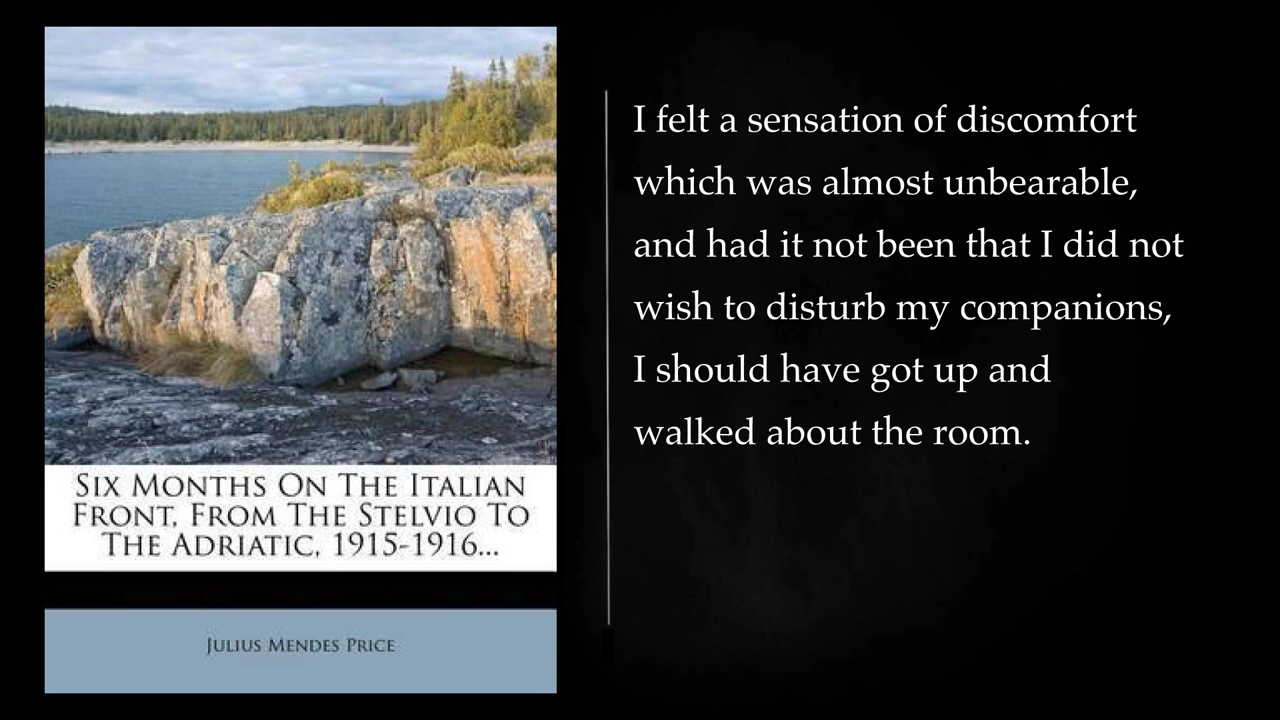 SIX MONTHS ON THE ITALIAN
FRONT, FROM THE STELVIO TO
THE ADRIATIC, 1915-1916...
JULIUS MENDES PRICE
I felt a sensation of discomfort
which was almost unbearable,
and had it not been that I did not
wish to disturb my companions,
I should have got up and
walked about the room.